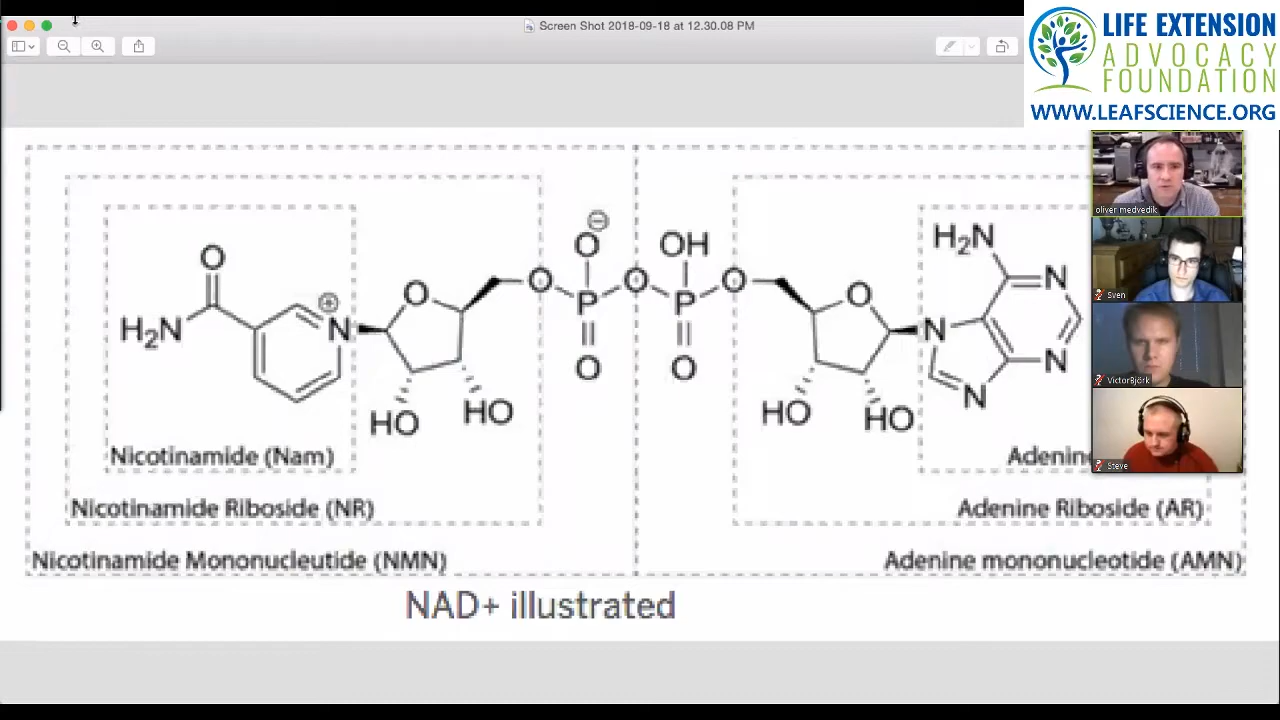 Screen Shot 2018-09-18 at 12.30.08 PM
LIFE EXTENSION
ADVOCACY
FOUNDATION
WWW.LEAFSCIENCE.ORG
oliver medvedik
Sven
VictorBjörk
Steve
O
H₂N
N
⊕
O
HO
HO
O
O
⊖
P
O
O
OH
P
O
O
O
HO
HO
N
N
H₂N
N
N
Nicotinamide (Nam)
Nicotinamide Riboside (NR)
Nicotinamide Mononucleutide (NMN)
Adenine Riboside (AR)
Adenine mononucleotide (AMN)
NAD+ illustrated